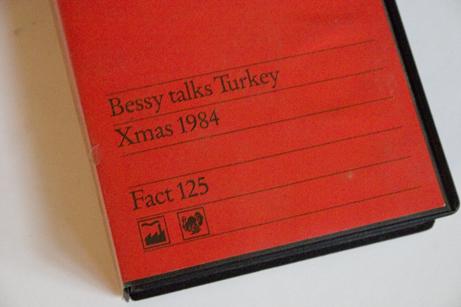 Bessy talks Turkey
Xmas 1984
Fact 125